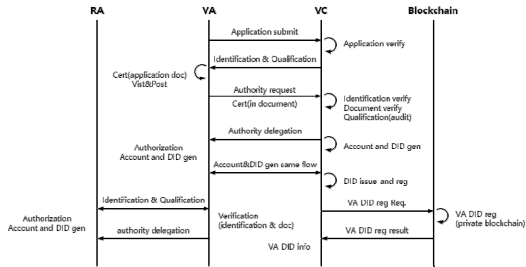 RA VA VC Blockchain
Application submit
Application verify
Identification & Qualification
Cert(application doc)
Vist&Post
Authority request
Cert(in document)
Identification verify
Document verify
Qualification(audit)
Authority delegation
Account and DID gen
Authorization
Account and DID gen
Account&DID gen same flow
DID issue and reg
Identification & Qualification
VA DID reg Req.
Authorization
Account and DID gen
Verification
(identification & doc)
VA DID reg
(private blockchain)
authority delegation
VA DID reg result
VA DID info